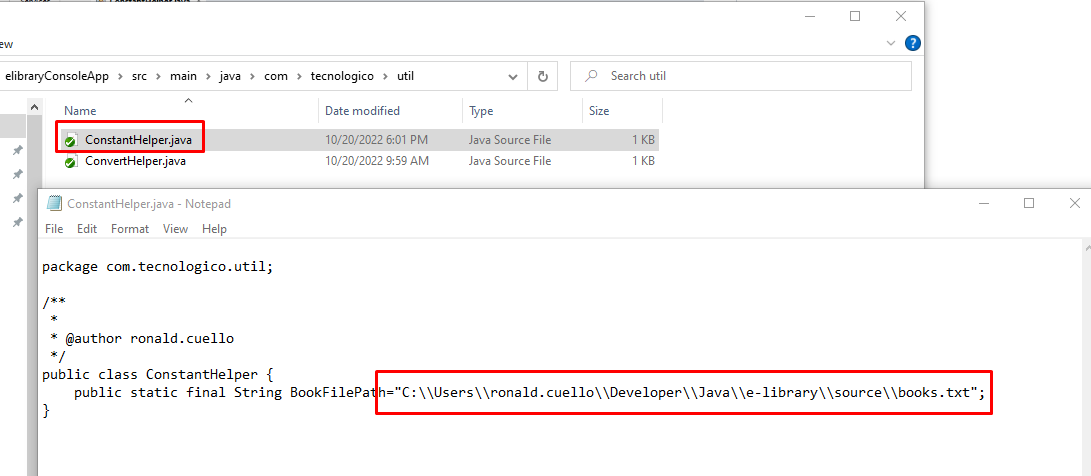 ew
elibraryConsoleApp > src > main > java > com > tecnologico > util
Search util
Name Date modified Type Size
ConstantHelper.java 10/20/2022 6:01 PM Java Source File 1 KB
ConvertHelper.java 10/20/2022 9:59 AM Java Source File 1 KB
ConstantHelper.java - Notepad
File Edit Format View Help
package com.tecnologico.util;
/**
*
* @author ronald.cuello
*/
public class ConstantHelper {
public static final String BookFilePath="C:\\Users\\ronald.cuello\\Developer\\Java\\e-library\\source\\books.txt";
}